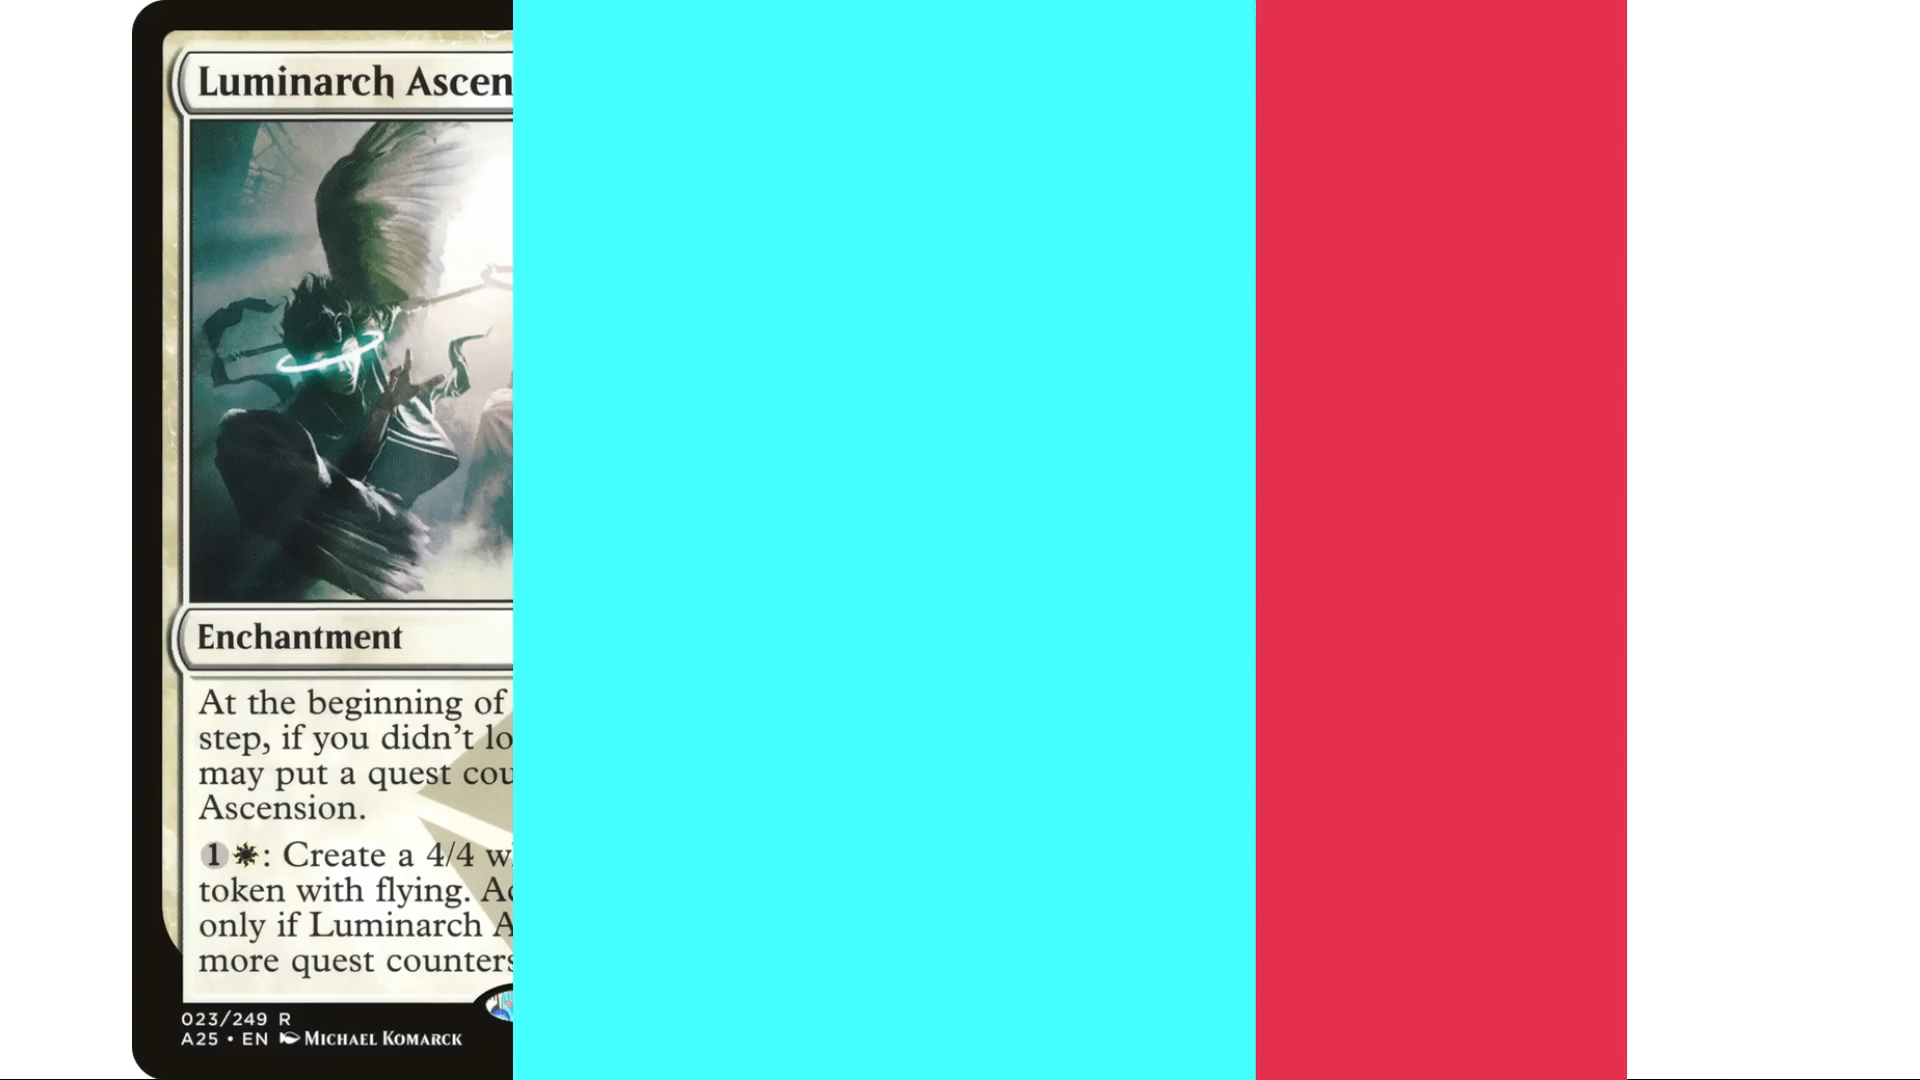 Luminarch Ascen
Enchantment
At the beginning of
step, if you didn't lo
may put a quest cou
Ascension.
1: Create a 4/4 w
token with flying. Ac
only if Luminarch A
more quest counters
023/249 R
A25 • EN Michael Komarck